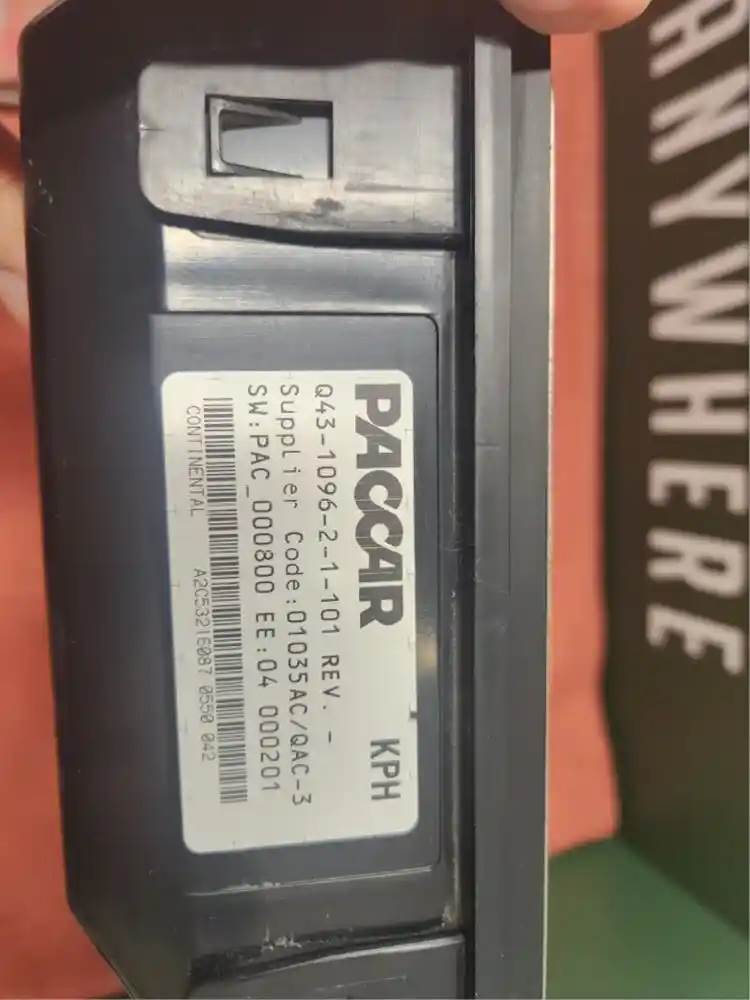 PACCAR KPH
Q43-1096-2-1-101 REV. -
Supplier Code:01035AC/QAC-3
SW:PAC_000800 EE:04 000201
CONTINENTAL A2C53216087 0550 042
ANYWHERE